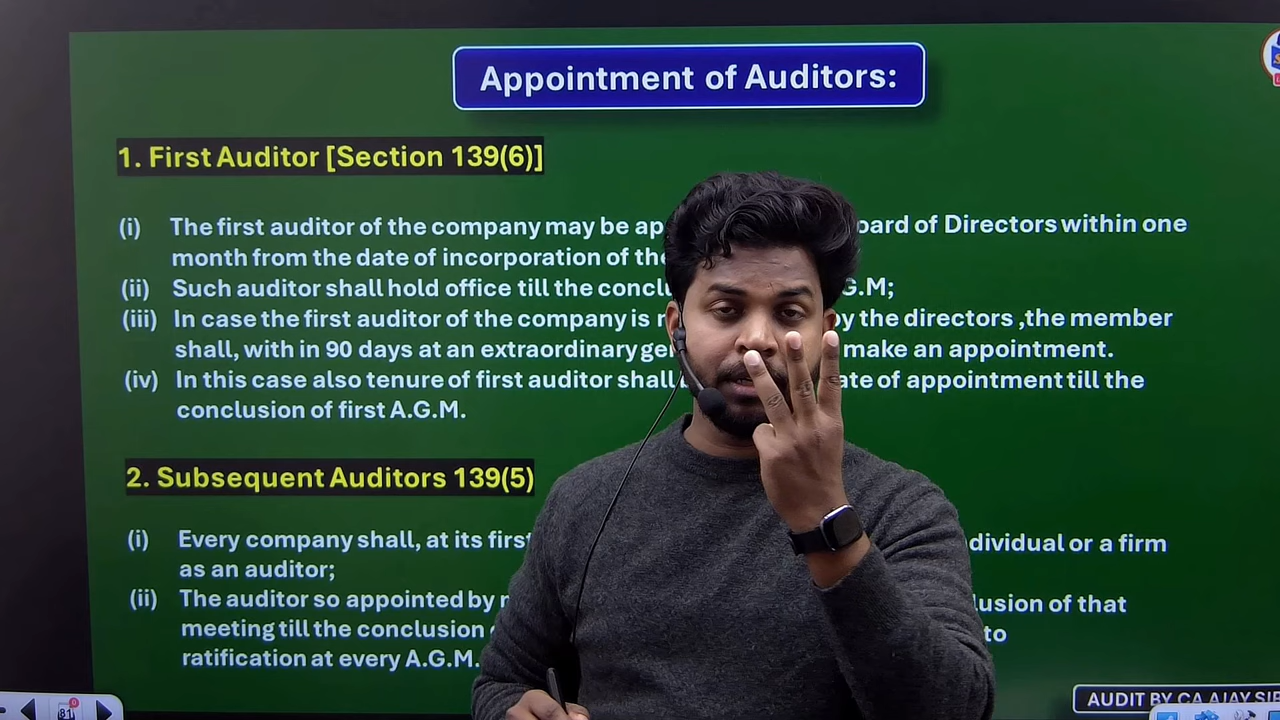 Appointment of Auditors:
1. First Auditor [Section 139(6)]
(i) The first auditor of the company may be ap oard of Directors within one
month from the date of incorporation of the
(ii) Such auditor shall hold office till the concl G.M;
(iii) In case the first auditor of the company is by the directors ,the member
shall, with in 90 days at an extraordinary ge make an appointment.
(iv) In this case also tenure of first auditor shall ate of appointment till the
conclusion of first A.G.M.
2. Subsequent Auditors 139(5)
(i) Every company shall, at its first dividual or a firm
as an auditor;
(ii) The auditor so appointed by lusion of that
meeting till the conclusion to
ratification at every A.G.M.
AUDIT BY CA AJAY SIR
81